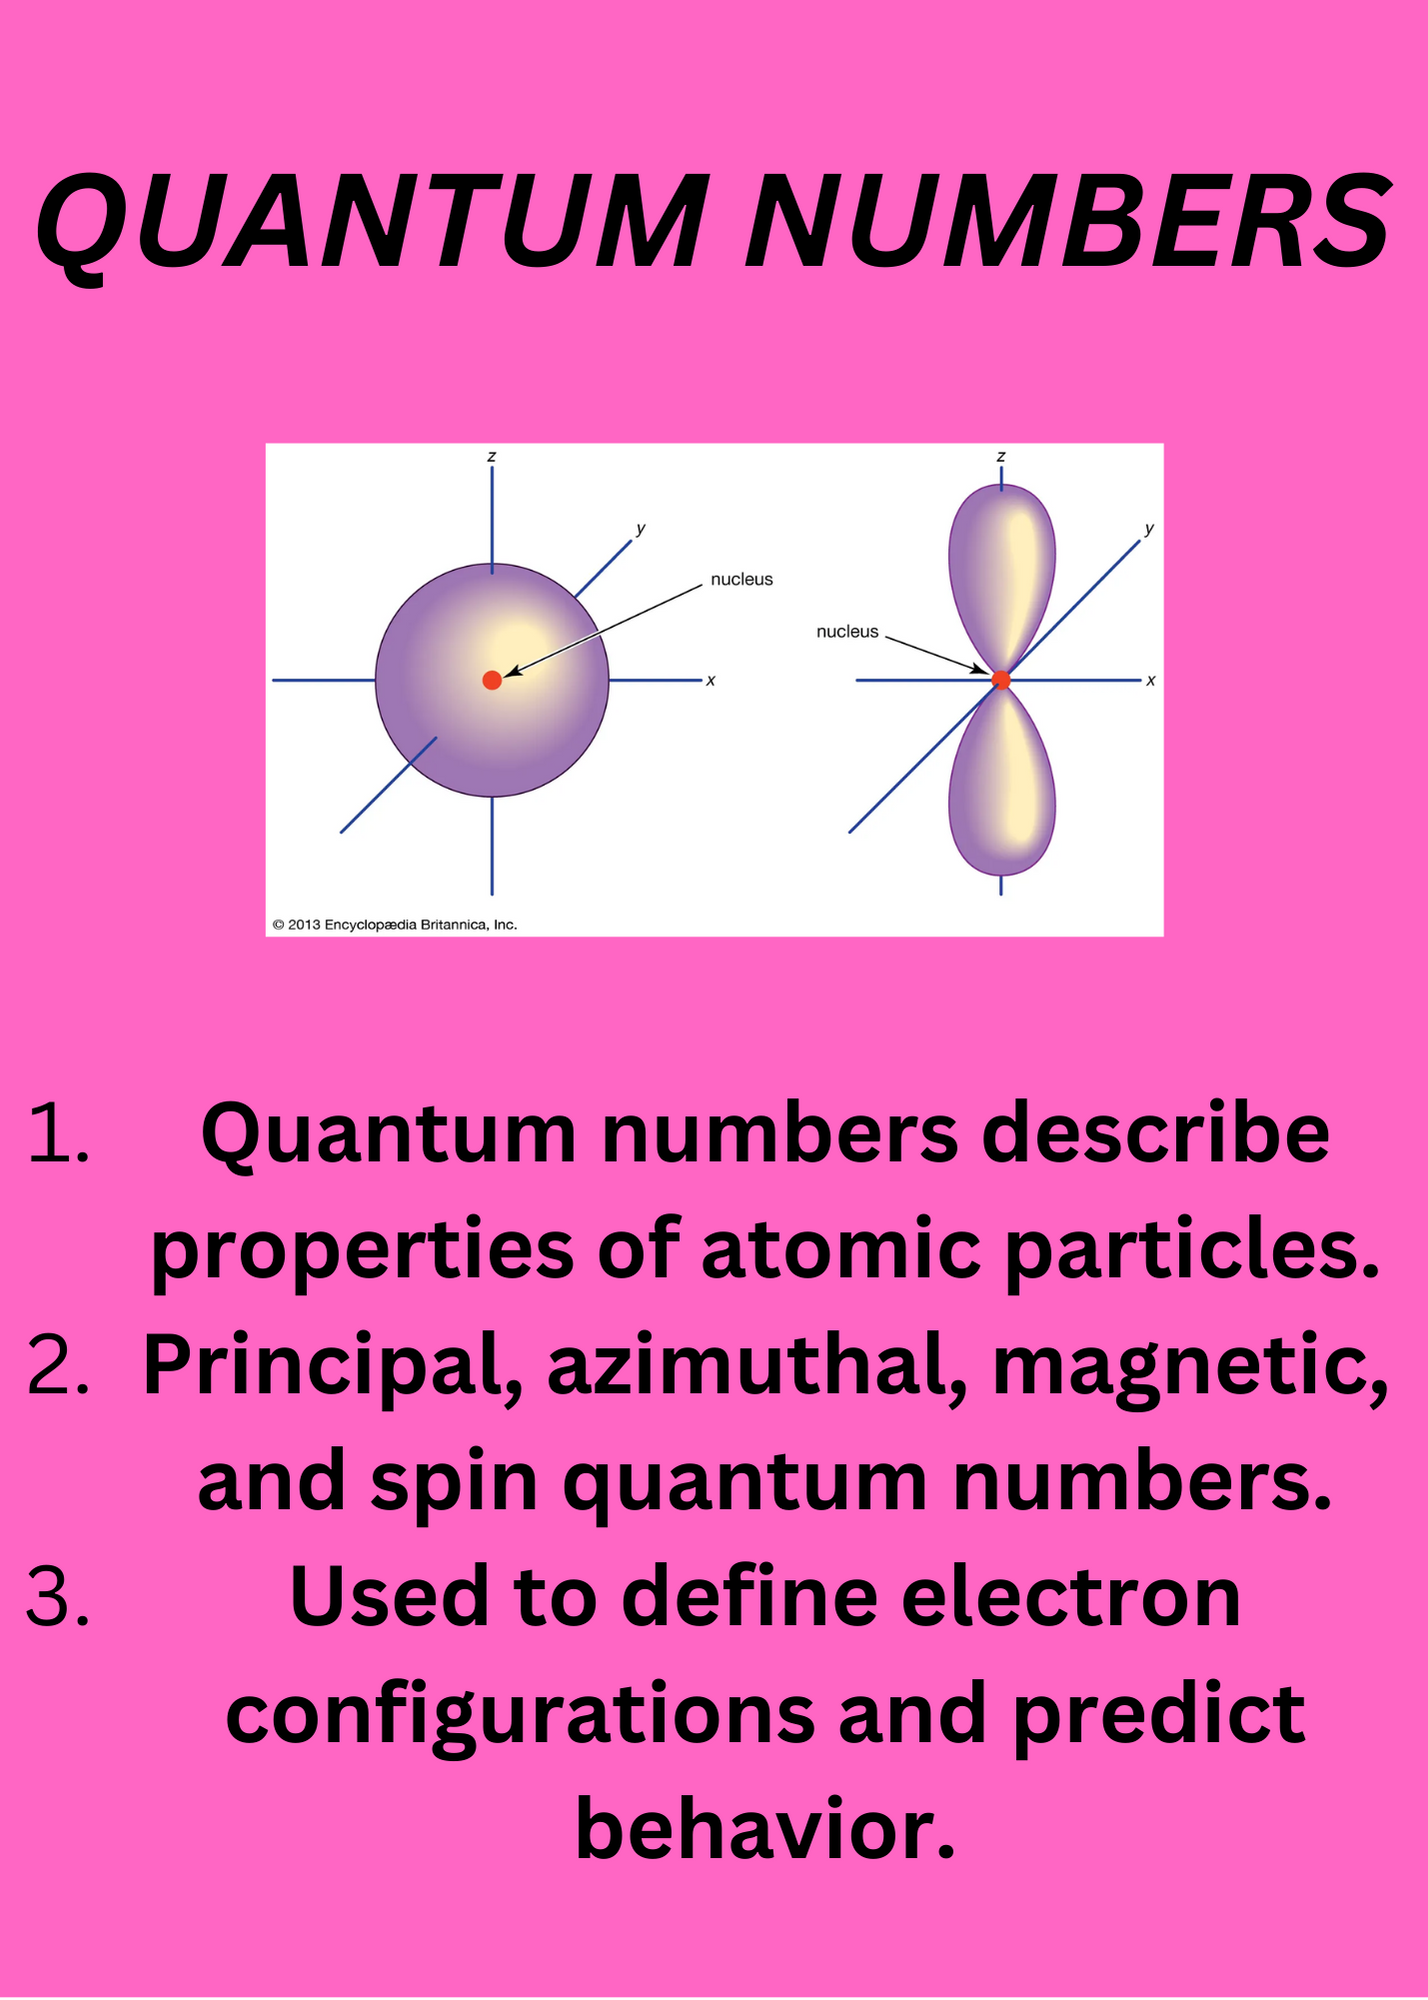 QUANTUM NUMBERS
z
z
y
y
nucleus
nucleus
x
x
© 2013 Encyclopædia Britannica, Inc.
1. Quantum numbers describe
properties of atomic particles.
2. Principal, azimuthal, magnetic,
and spin quantum numbers.
3. Used to define electron
configurations and predict
behavior.